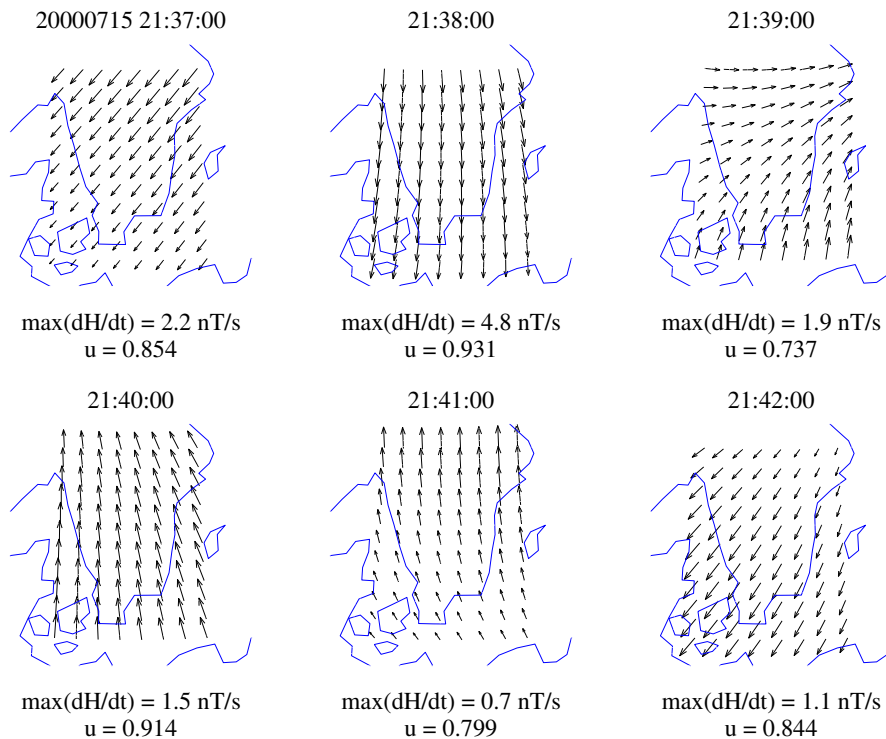 20000715 21:37:00
21:38:00
21:39:00
max(dH/dt) = 2.2 nT/s
u = 0.854
max(dH/dt) = 4.8 nT/s
u = 0.931
max(dH/dt) = 1.9 nT/s
u = 0.737
21:40:00
21:41:00
21:42:00
max(dH/dt) = 1.5 nT/s
u = 0.914
max(dH/dt) = 0.7 nT/s
u = 0.799
max(dH/dt) = 1.1 nT/s
u = 0.844